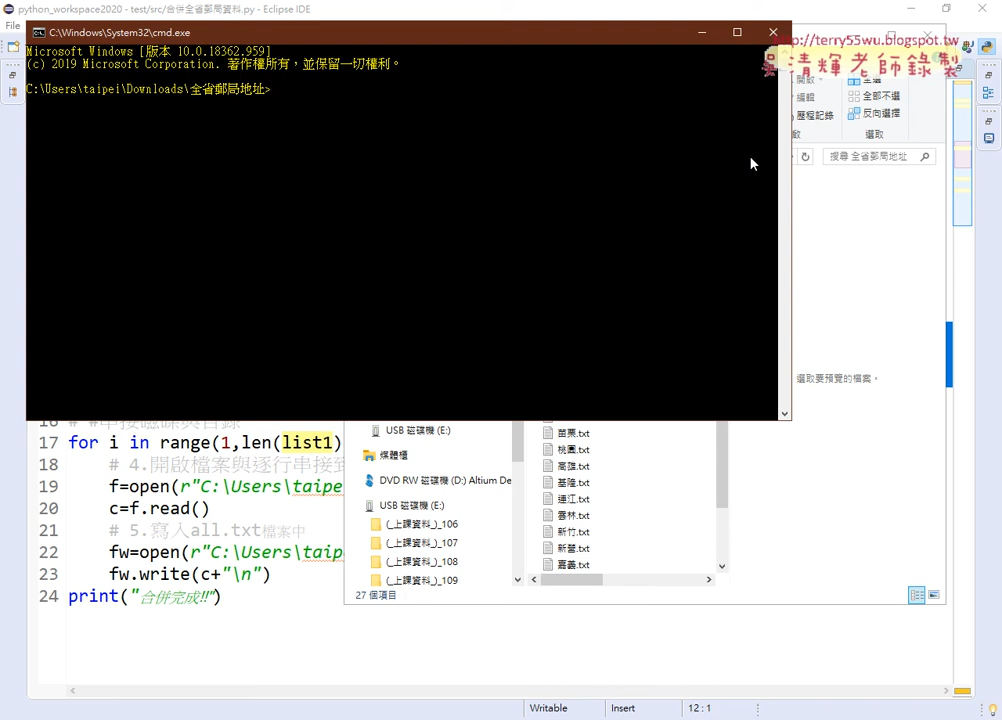 python_workspace2020 - test/src/合併全省郵局資料.py - Eclipse IDE
File
C:\Windows\System32\cmd.exe
http://terry55wu.blogspot.tw
吳清輝老師錄製
Microsoft Windows [版本 10.0.18362.959]
(c) 2019 Microsoft Corporation. 著作權所有，並保留一切權利。
C:\Users\taipei\Downloads\全省郵局地址>
全選
編輯
全部不選
歷程記錄
反向選擇
選取
搜尋 全省郵局地址
選取要預覽的檔案。
16 # #串接磁碟與目錄
17 for i in range(1,len(list1)
18 # 4.開啟檔案與逐行串接到
19 f=open(r"C:\Users\taipe
20 c=f.read()
21 # 5.寫入all.txt檔案中
22 fw=open(r"C:\Users\taip
23 fw.write(c+"\n")
24 print("合併完成!!")
USB 磁碟機 (E:)
媒體櫃
DVD RW 磁碟機 (D:) Altium De
USB 磁碟機 (E:)
(_上課資料_)_106
(_上課資料_)_107
(_上課資料_)_108
(_上課資料_)_109
苗栗.txt
桃園.txt
高雄.txt
基隆.txt
連江.txt
雲林.txt
新竹.txt
新營.txt
嘉義.txt
27 個項目
Writable
Insert
12 : 1